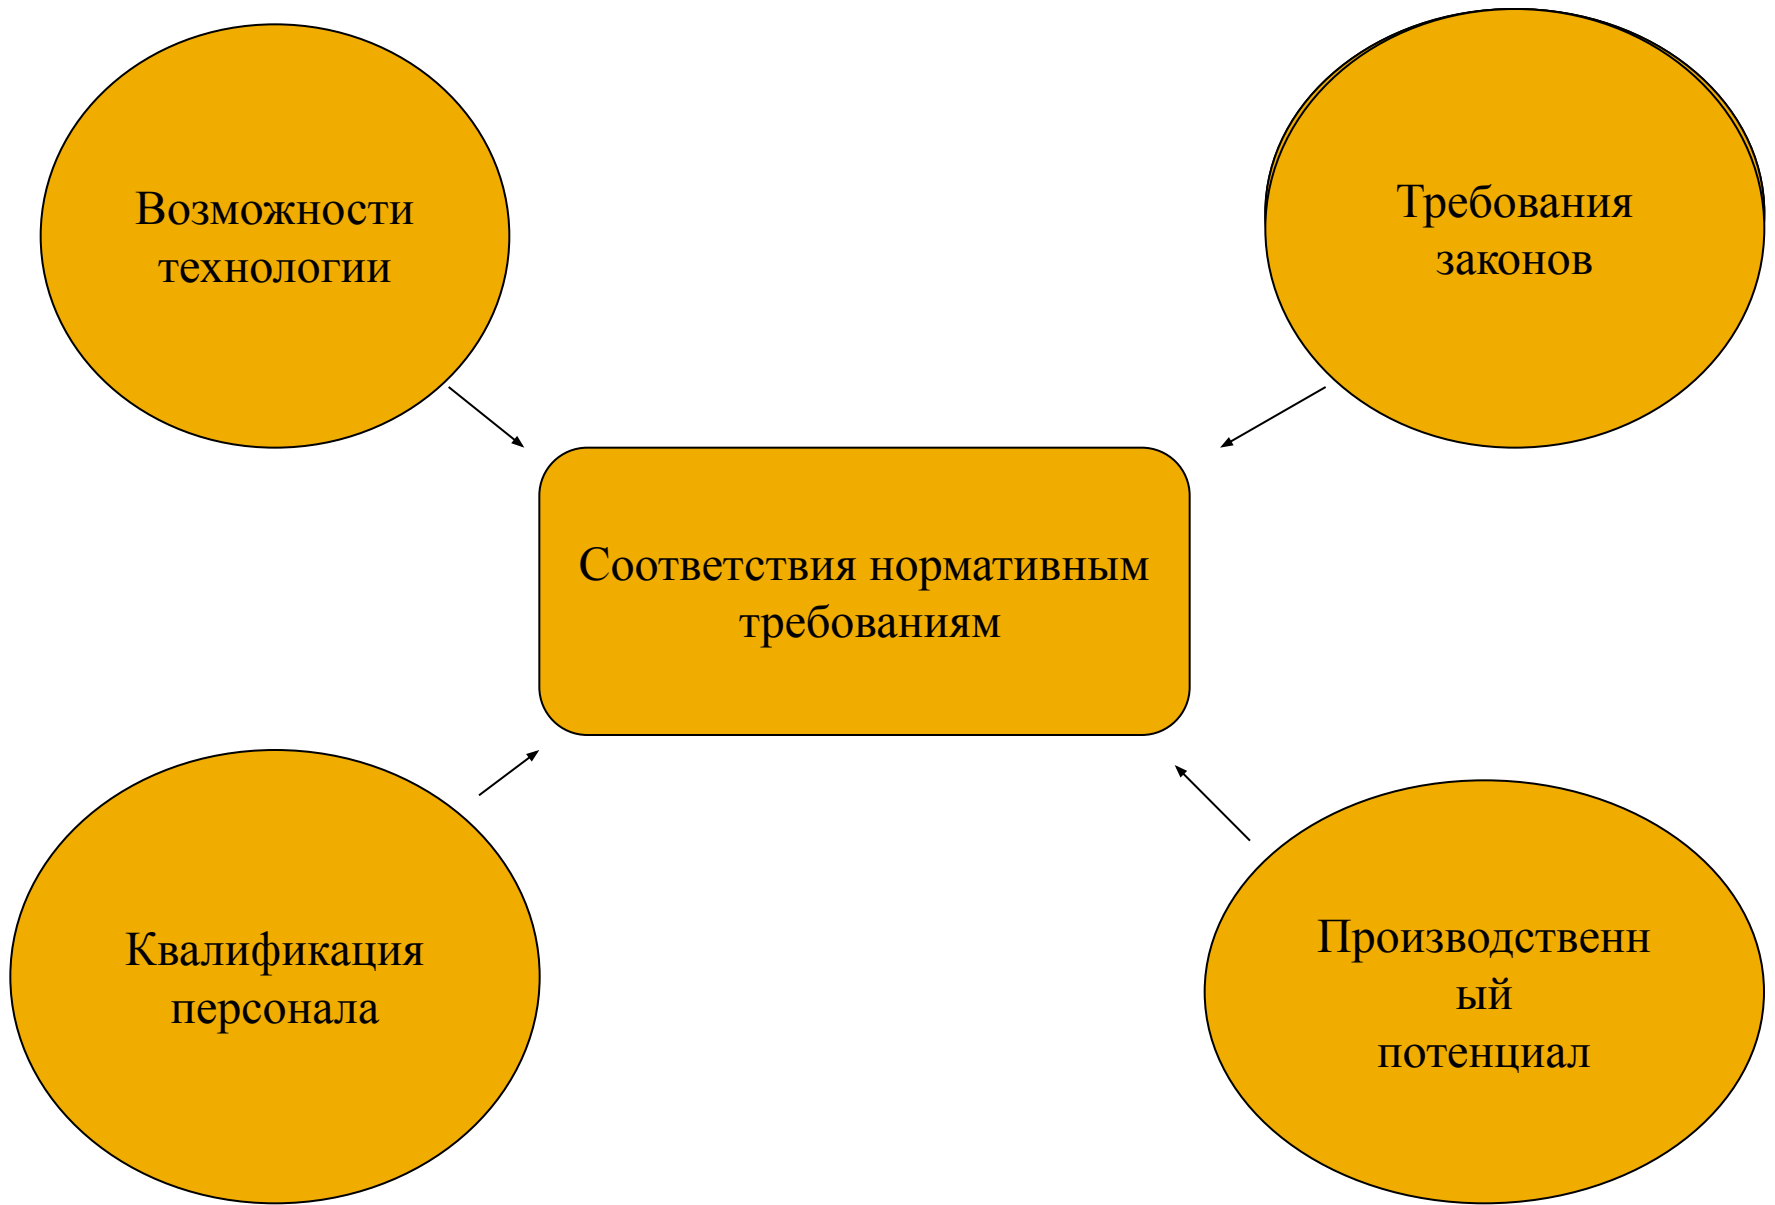 Возможности
технологии
Требования
законов
Соответствия нормативным
требованиям
Квалификация
персонала
Производственн
ый
потенциал